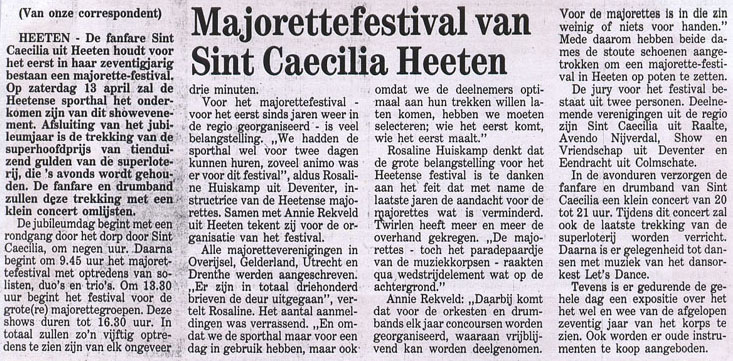 (Van onze correspondent)
HEETEN - De fanfare Sint
Caecilia uit Heeten houdt voor
het eerst in haar zeventigjarig
bestaan een majorette-festival.
Op zaterdag 13 april zal de
Heetense sporthal het onder-
komen zijn van dit showevene-
ment. Afsluiting van het jubi-
leumjaar is de trekking van de
superhoofdprijs van tiendui-
zend gulden van de superlote-
rij, die 's avonds wordt gehou-
den. De fanfare en drumband
zullen deze trekking met een
klein concert omlijsten.
De jubileumdag begint met een
rondgang door het dorp door Sint
Caecilia, om negen uur. Daarna
begint om 9.45 uur het majoret-
tefestival met optredens van so-
listen, duo's en trio's. Om 13.30
uur begint het festival voor de
grote(re) majorettegroepen. Deze
shows duren tot 16.30 uur. In
totaal zullen zo'n vijftig optre-
dens te zien zijn van elk ongeveer
Majorettefestival van
Sint Caecilia Heeten
drie minuten.
Voor het majorettefestival -
voor het eerst sinds jaren weer in
de regio georganiseerd - is veel
belangstelling. „We hadden de
sporthal wel voor twee dagen
kunnen huren, zoveel animo was
er voor dit festival”, aldus Rosali-
ne Huiskamp uit Deventer, in-
structrice van de Heetense majo-
rettes. Samen met Annie Rekveld
uit Heeten tekent zij voor de or-
ganisatie van het festival.
Alle majoretteverenigingen in
Overijsel, Gelderland, Utrecht en
Drenthe werden aangeschreven.
„Er zijn in totaal driehonderd
brieven de deur uitgegaan”, ver-
telt Rosaline. Het aantal aanmel-
dingen was verrassend. „En om-
dat we de sporthal maar voor een
dag in gebruik hebben, maar ook
omdat we de deelnemers opti-
maal aan hun trekken willen la-
ten komen, hebben we moeten
selecteren; wie het eerst komt,
wie het eerst maalt.”
Rosaline Huiskamp denkt dat
de grote belangstelling voor het
Heetense festival is te danken
aan het feit dat met name de
laatste jaren de aandacht voor de
majorettes wat is verminderd.
Twirlen heeft meer en meer de
overhand gekregen. „De majo-
rettes - toch het paradepaardje
van de muziekkorpsen - raakten
qua wedstrijdelement wat op de
achtergrond.”
Annie Rekveld: „Daarbij komt
dat voor de orkesten en drum-
bands elk jaar concoursen worden
georganiseerd, waaraan vrijblij-
vend kan worden deelgenomen.
Voor de majorettes is in die zin
weinig of niets voor handen.”
Mede daarom hebben beide da-
mes de stoute schoenen aange-
trokken om een majorette-festi-
val in Heeten op poten te zetten.
De jury voor het festival be-
staat uit twee personen. Deelne-
mende verenigingen uit de regio
zijn Sint Caecilia uit Raalte,
Avendo Nijverdal, Show en
Vriendschap uit Deventer en
Eendracht uit Colmschate.
In de avonduren verzorgen de
fanfare en drumband van Sint
Caecilia een klein concert van 20
tot 21 uur. Tijdens dit concert zal
ook de laatste trekking van de
superloterij worden verricht.
Daarna is er gelegenheid tot dan-
sen met muziek van het dansor-
kest Let's Dance.
Tevens is er gedurende de ge-
hele dag een expositie over het
het wel en wee van de afgelopen
zeventig jaar van het korps te
zien. Ook worden er oude instru-
menten te koop aangeboden.